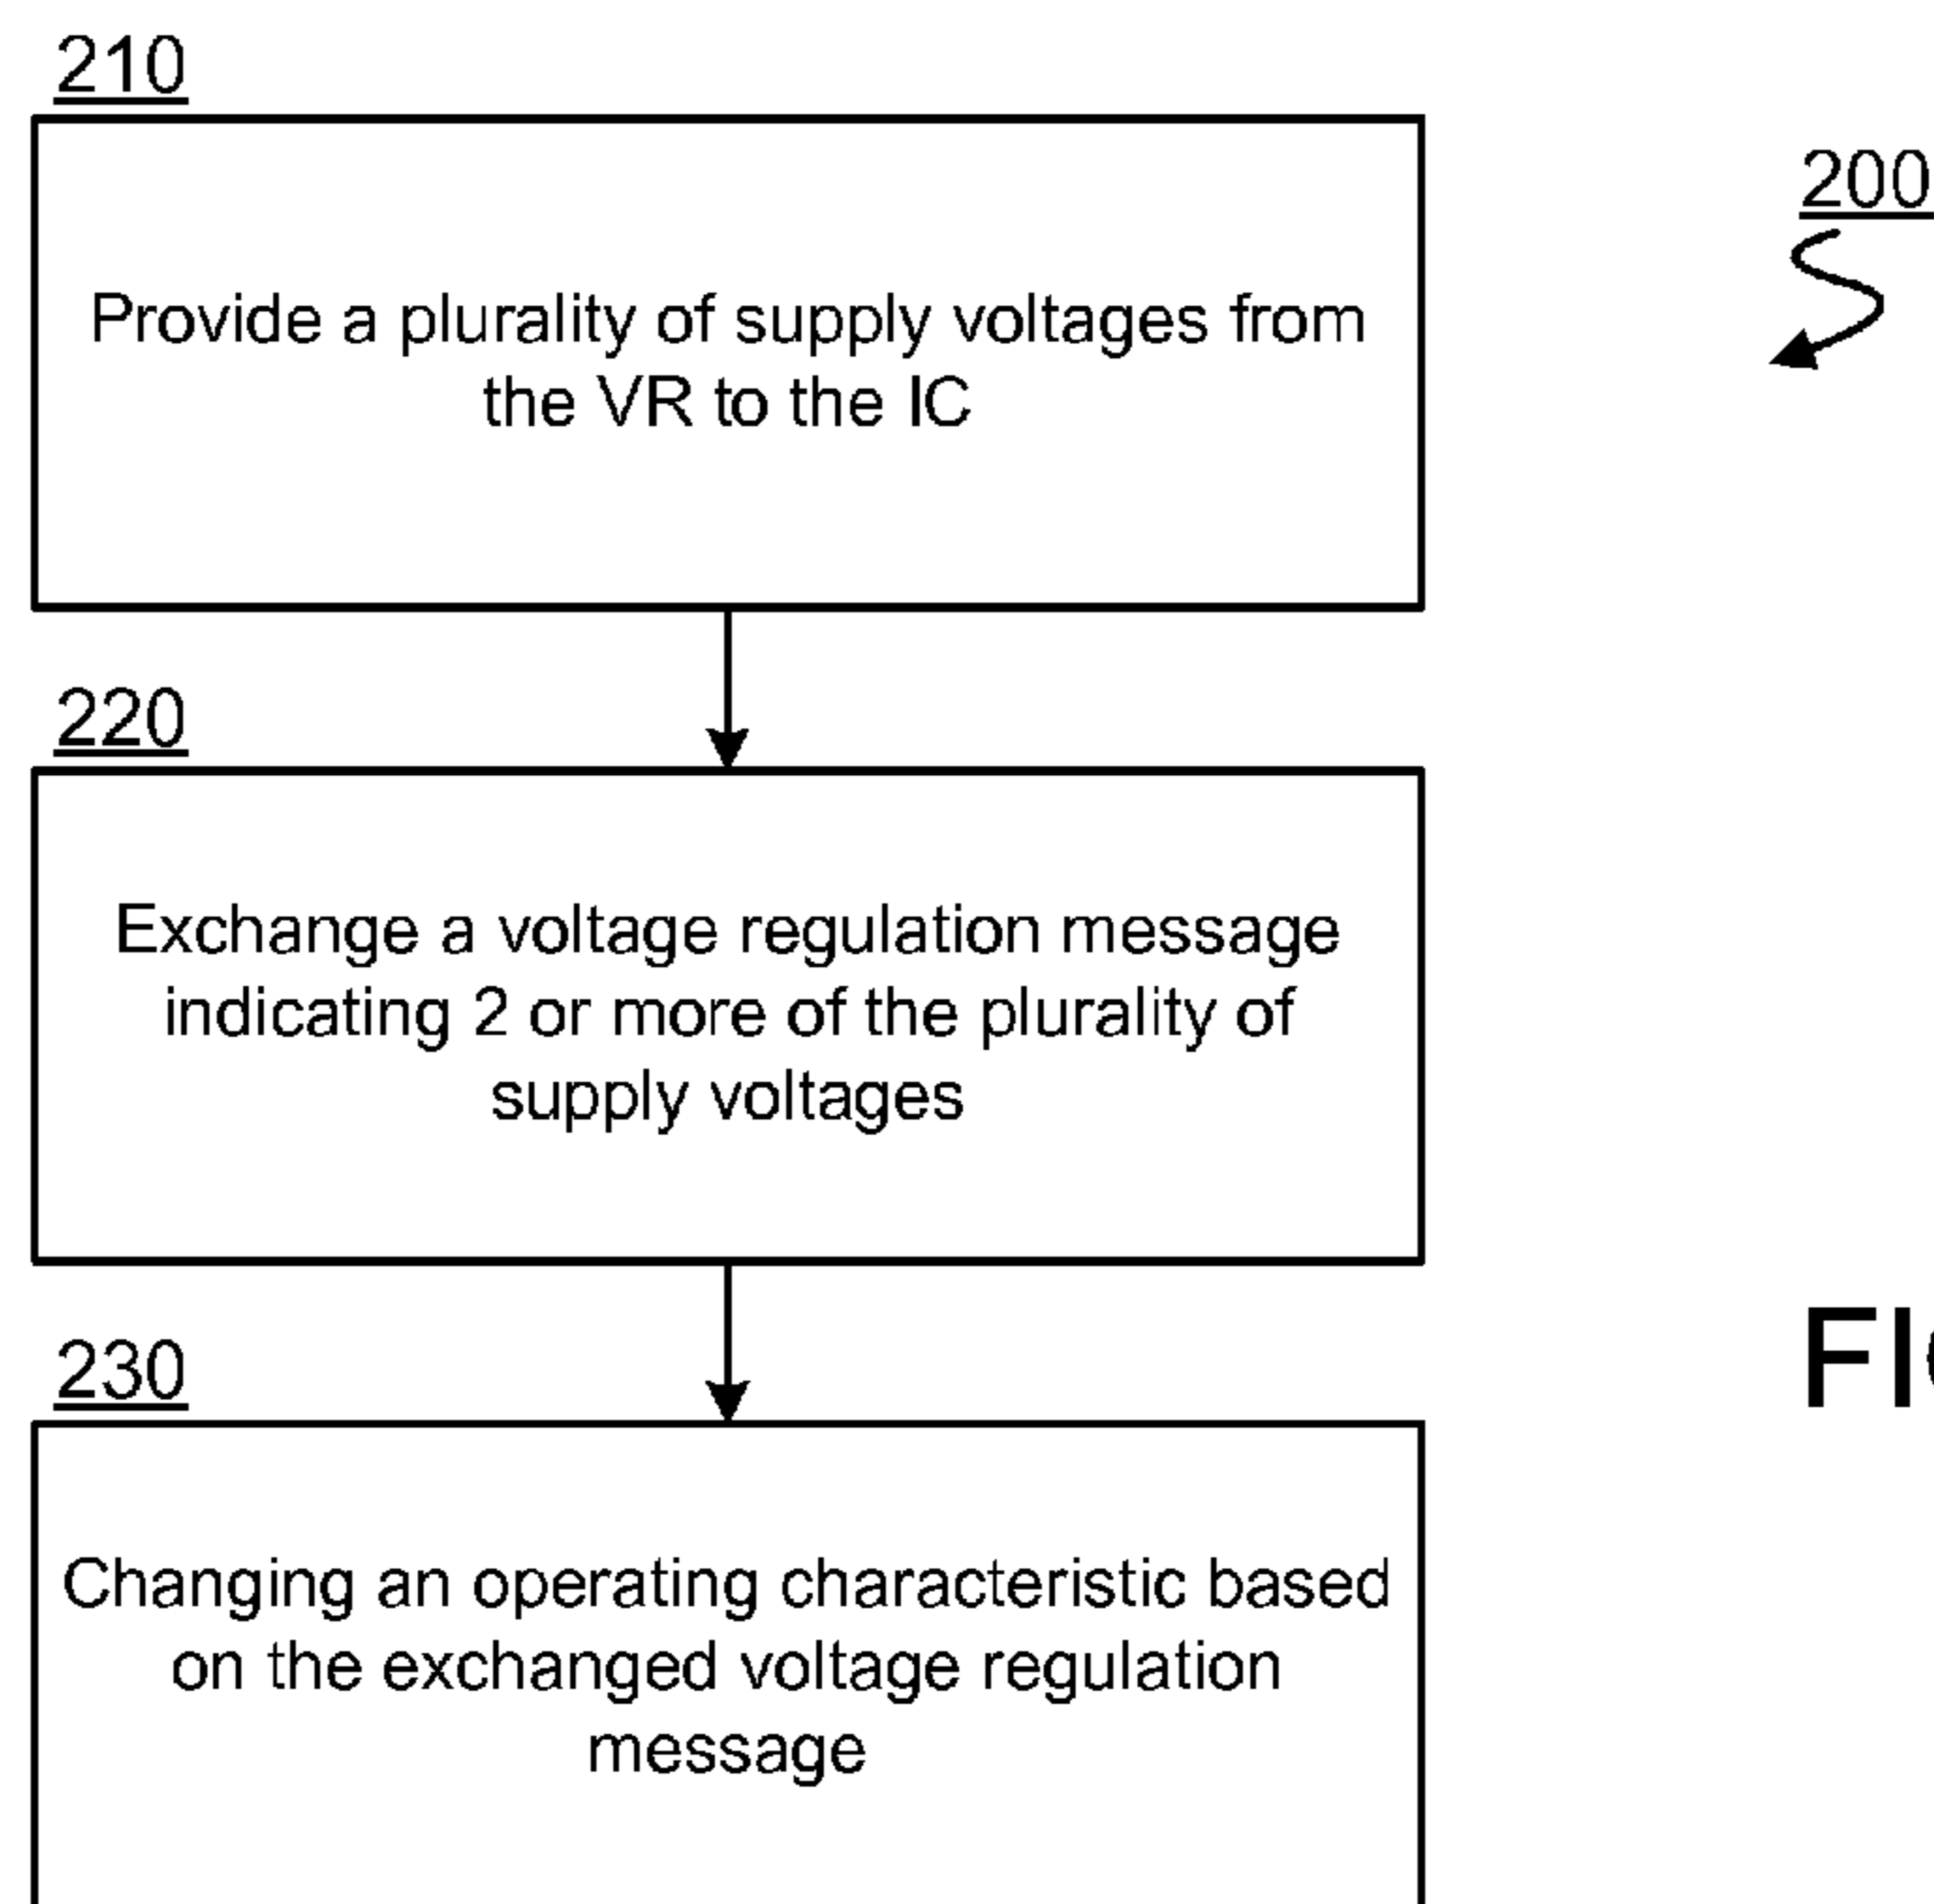 210
Provide a plurality of supply voltages from
the VR to the IC
200
220
Exchange a voltage regulation message
indicating 2 or more of the plurality of
supply voltages
230
Changing an operating characteristic based
on the exchanged voltage regulation
message